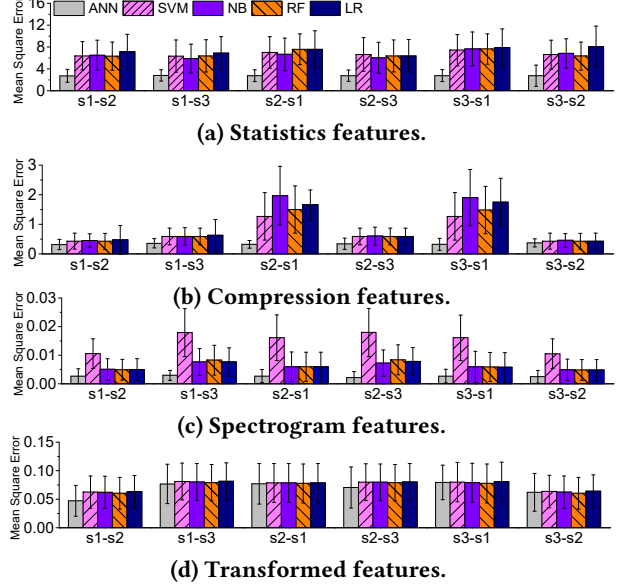 ANN SVM NB RF LR
Mean Square Error
16
12
8
4
0
s1-s2 s1-s3 s2-s1 s2-s3 s3-s1 s3-s2
(a) Statistics features.
Mean Square Error
3
2
1
0
s1-s2 s1-s3 s2-s1 s2-s3 s3-s1 s3-s2
(b) Compression features.
Mean Square Error
0.03
0.02
0.01
0.00
s1-s2 s1-s3 s2-s1 s2-s3 s3-s1 s3-s2
(c) Spectrogram features.
Mean Square Error
0.15
0.10
0.05
0.00
s1-s2 s1-s3 s2-s1 s2-s3 s3-s1 s3-s2
(d) Transformed features.